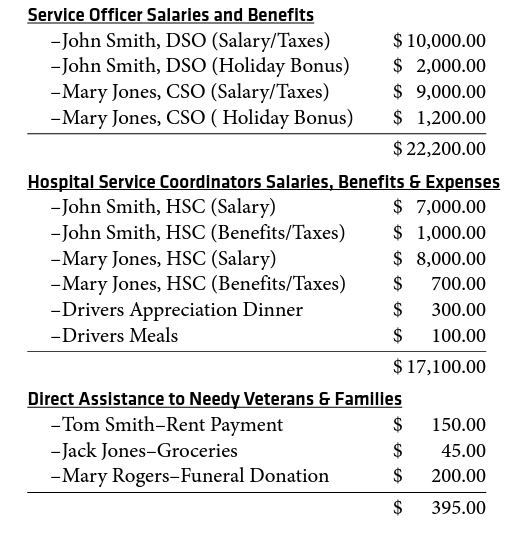 Service Officer Salaries and Benefits
–John Smith, DSO (Salary/Taxes) $ 10,000.00
–John Smith, DSO (Holiday Bonus) $ 2,000.00
–Mary Jones, CSO (Salary/Taxes) $ 9,000.00
–Mary Jones, CSO ( Holiday Bonus) $ 1,200.00
$ 22,200.00
Hospital Service Coordinators Salaries, Benefits & Expenses
–John Smith, HSC (Salary) $ 7,000.00
–John Smith, HSC (Benefits/Taxes) $ 1,000.00
–Mary Jones, HSC (Salary) $ 8,000.00
–Mary Jones, HSC (Benefits/Taxes) $ 700.00
–Drivers Appreciation Dinner $ 300.00
–Drivers Meals $ 100.00
$ 17,100.00
Direct Assistance to Needy Veterans & Families
–Tom Smith–Rent Payment $ 150.00
–Jack Jones–Groceries $ 45.00
–Mary Rogers–Funeral Donation $ 200.00
$ 395.00